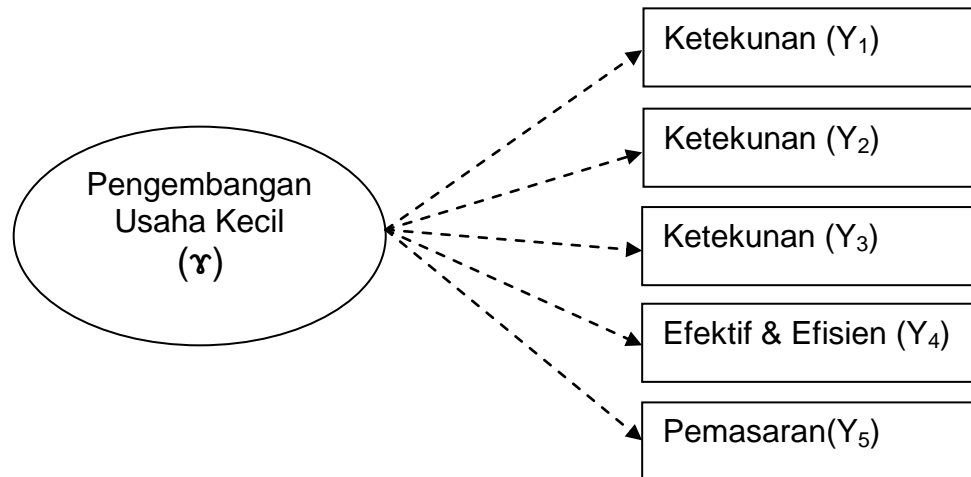 Pengembangan
Usaha Kecil
(ɤ)
Ketekunan (Y₁)
Ketekunan (Y₂)
Ketekunan (Y₃)
Efektif & Efisien (Y₄)
Pemasaran(Y₅)